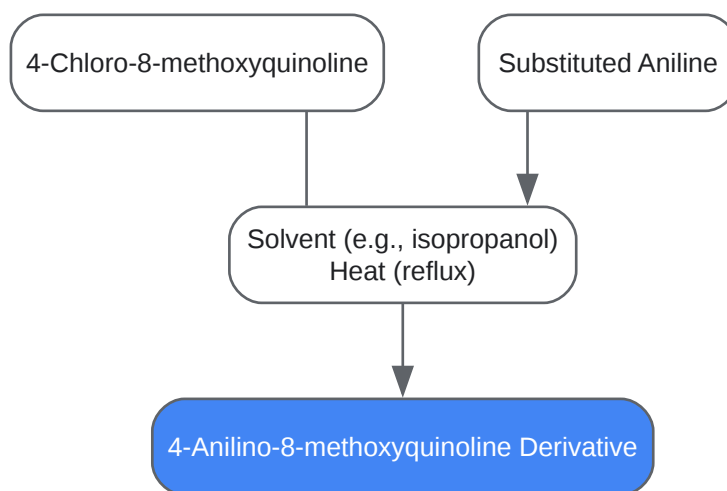 4-Chloro-8-methoxyquinoline
Substituted Aniline
Solvent (e.g., isopropanol)
Heat (reflux)
4-Anilino-8-methoxyquinoline Derivative